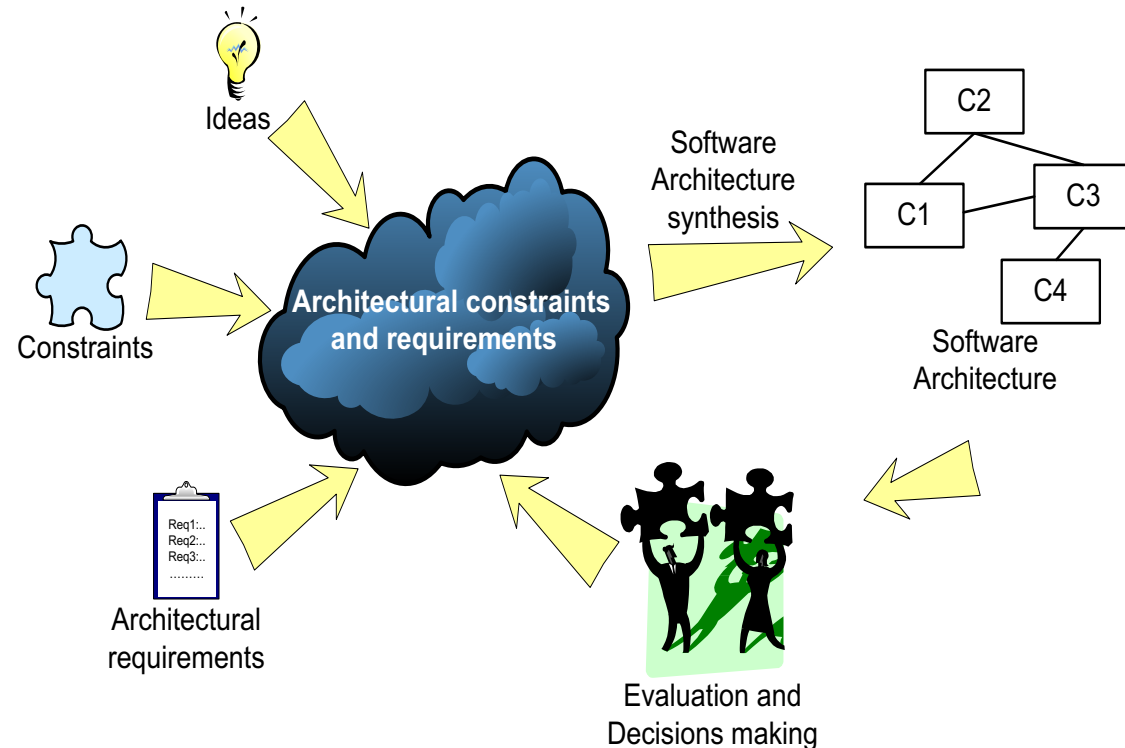 Ideas
Software
Architecture
synthesis
C2
C1
C3
C4
Constraints
Architectural constraints
and requirements
Software
Architecture
Req1:..
Req2:..
Req3:..
.........
Architectural
requirements
Evaluation and
Decisions making